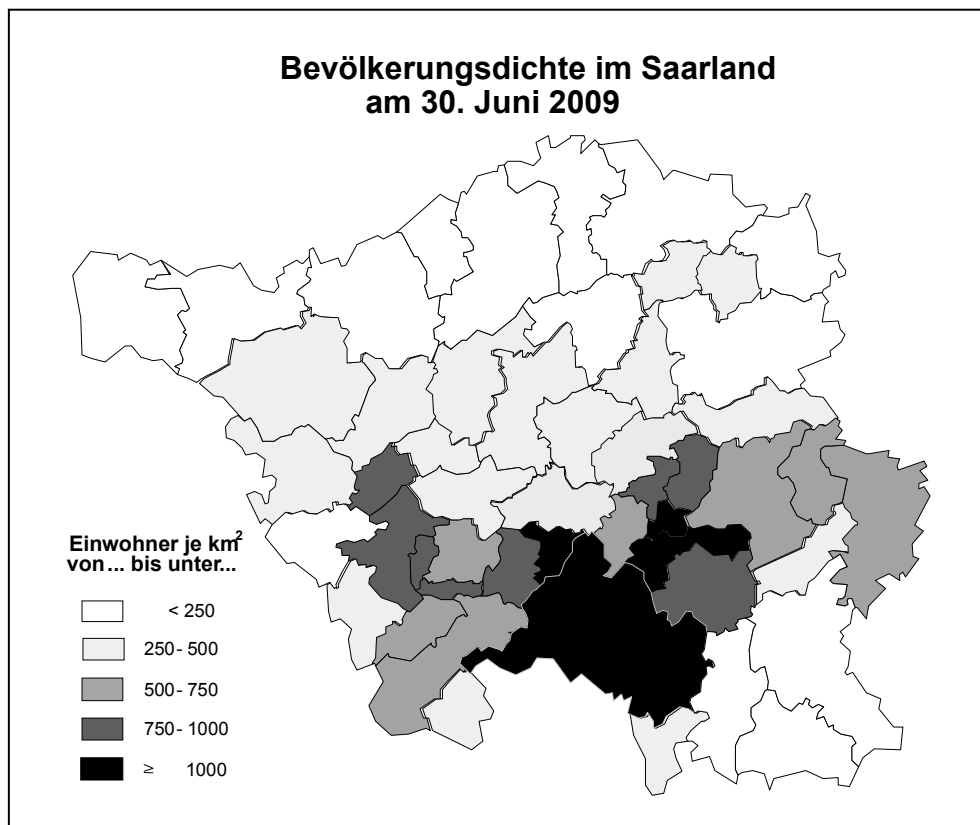 Bevölkerungsdichte im Saarland
am 30. Juni 2009
Einwohner je km²
von ... bis unter...
< 250
250 - 500
500 - 750
750 - 1000
≥ 1000